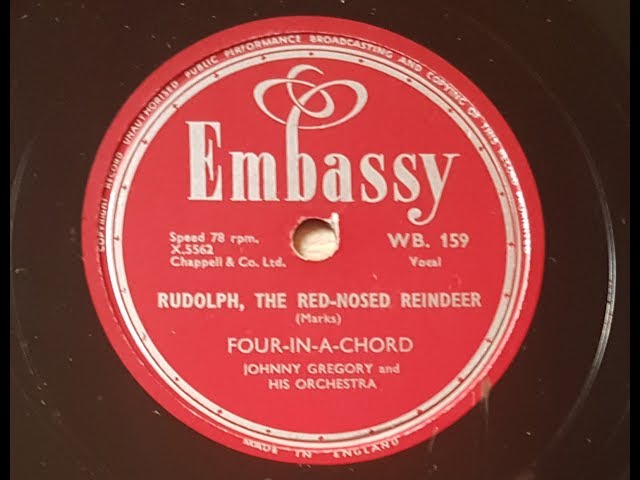 COPYRIGHT RECORD UNAUTHORISED PUBLIC PERFORMANCE BROADCASTING AND COPYING OF THIS RECORD PROHIBITED
Embassy
Speed 78 rpm.
X.5562
Chappell & Co. Ltd.
WB. 159
Vocal
RUDOLPH, THE RED-NOSED REINDEER
(Marks)
FOUR-IN-A-CHORD
JOHNNY GREGORY and
HIS ORCHESTRA
MADE IN ENGLAND